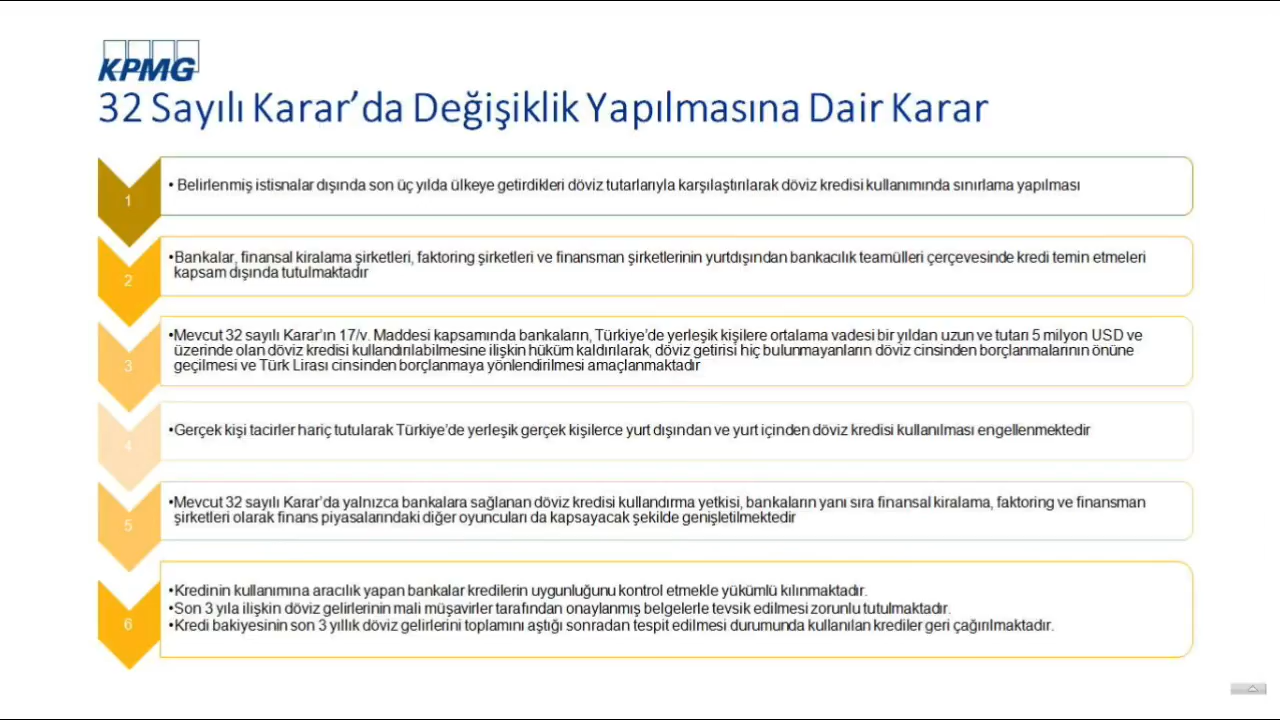 KPMG
32 Sayılı Karar’da Değişiklik Yapılmasına Dair Karar
1
• Belirlenmiş istisnalar dışında son üç yılda ülkeye getirdikleri döviz tutarlarıyla karşılaştırılarak döviz kredisi kullanımında sınırlama yapılması
2
•Bankalar, finansal kiralama şirketleri, faktoring şirketleri ve finansman şirketlerinin yurtdışından bankacılık teamülleri çerçevesinde kredi temin etmeleri
kapsam dışında tutulmaktadır
3
•Mevcut 32 sayılı Karar’ın 17/v. Maddesi kapsamında bankaların, Türkiye’de yerleşik kişilere ortalama vadesi bir yıldan uzun ve tutarı 5 milyon USD ve
üzerinde olan döviz kredisi kullandırılabilmesine ilişkin hüküm kaldırılarak, döviz getirisi hiç bulunmayanların döviz cinsinden borçlanmalarının önüne
geçilmesi ve Türk Lirası cinsinden borçlanmaya yönlendirilmesi amaçlanmaktadır
4
•Gerçek kişi tacirler hariç tutularak Türkiye’de yerleşik gerçek kişilerce yurt dışından ve yurt içinden döviz kredisi kullanılması engellenmektedir
5
•Mevcut 32 sayılı Karar’da yalnızca bankalara sağlanan döviz kredisi kullandırma yetkisi, bankaların yanı sıra finansal kiralama, faktoring ve finansman
şirketleri olarak finans piyasalarındaki diğer oyuncuları da kapsayacak şekilde genişletilmektedir
6
•Kredinin kullanımına aracılık yapan bankalar kredilerin uygunluğunu kontrol etmekle yükümlü kılınmaktadır.
•Son 3 yıla ilişkin döviz gelirlerinin mali müşavirler tarafından onaylanmış belgelerle tevsik edilmesi zorunlu tutulmaktadır.
•Kredi bakiyesinin son 3 yıllık döviz gelirlerini toplamını aştığı sonradan tespit edilmesi durumunda kullanılan krediler geri çağırılmaktadır.